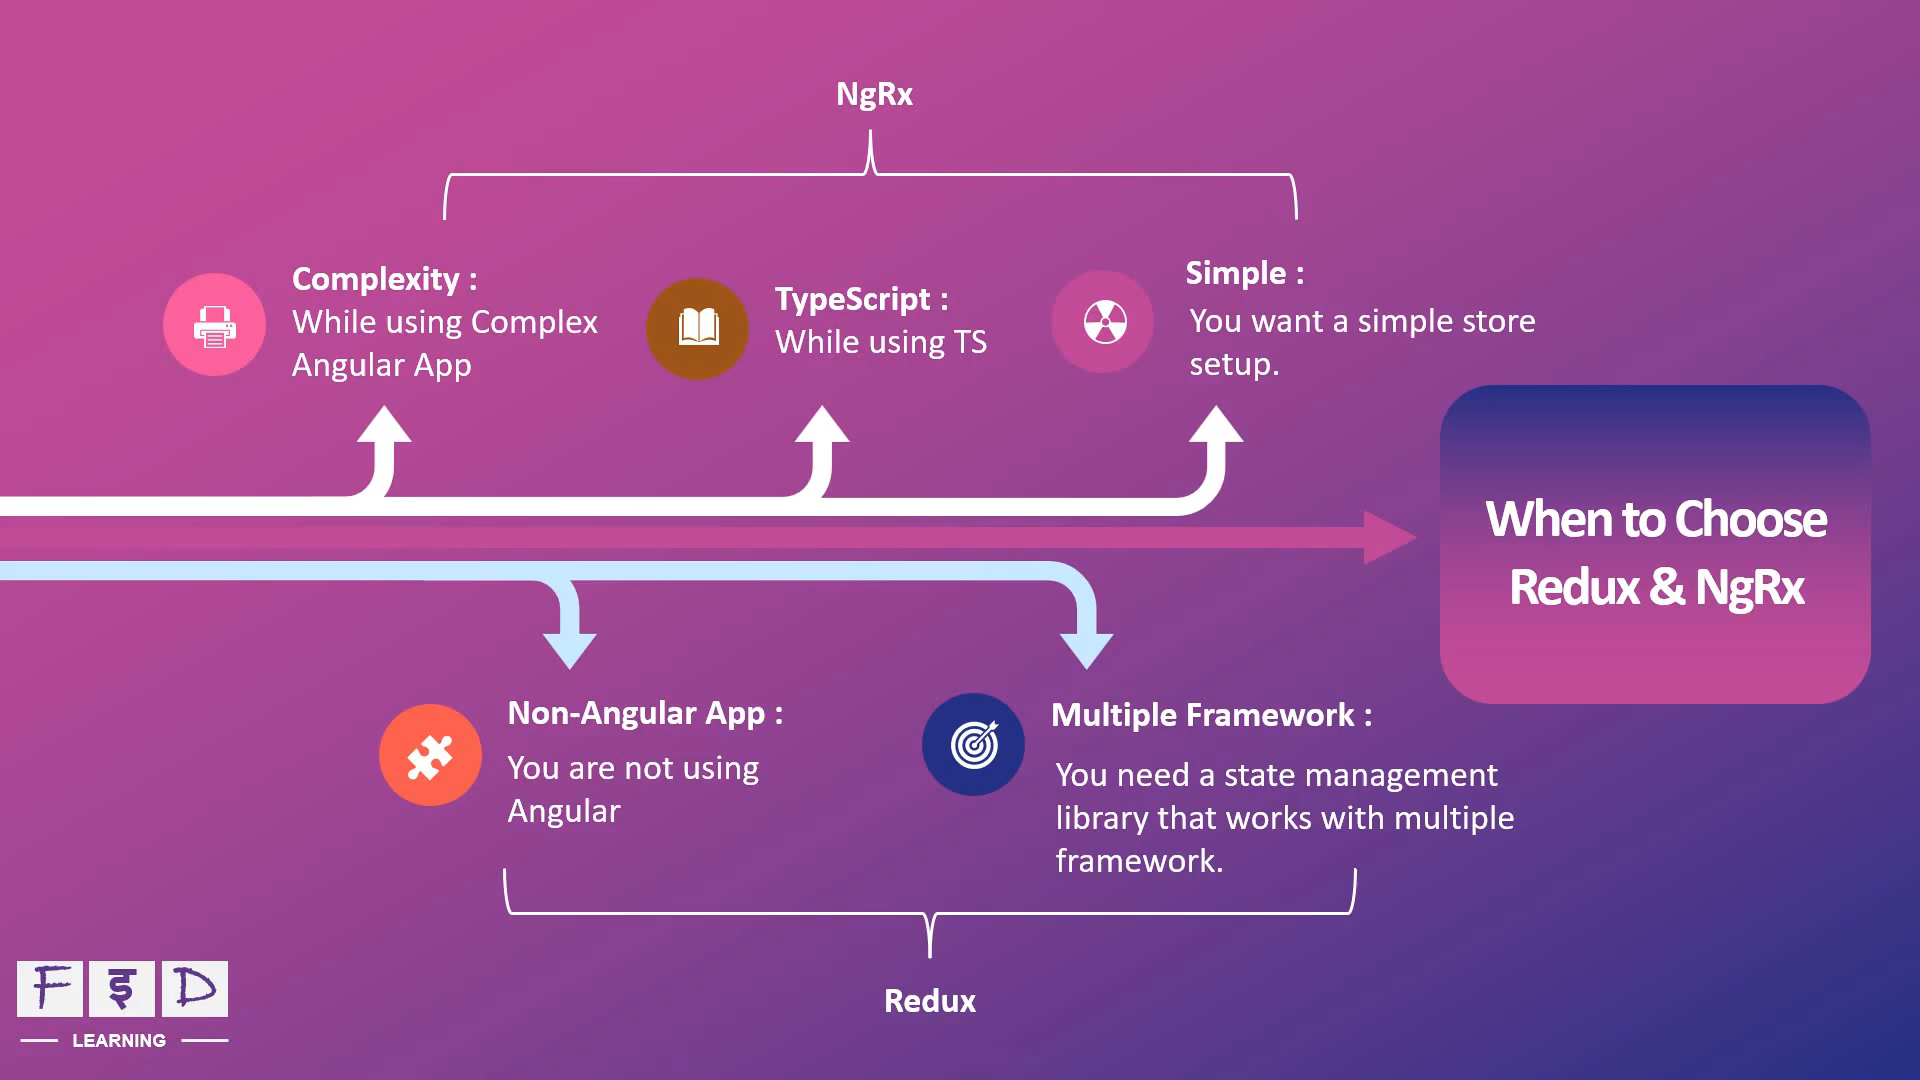 NgRx
Complexity :
While using Complex
Angular App
TypeScript :
While using TS
Simple :
You want a simple store
setup.
When to Choose
Redux & NgRx
Non-Angular App :
You are not using
Angular
Multiple Framework :
You need a state management
library that works with multiple
framework.
Redux
F इ D
LEARNING